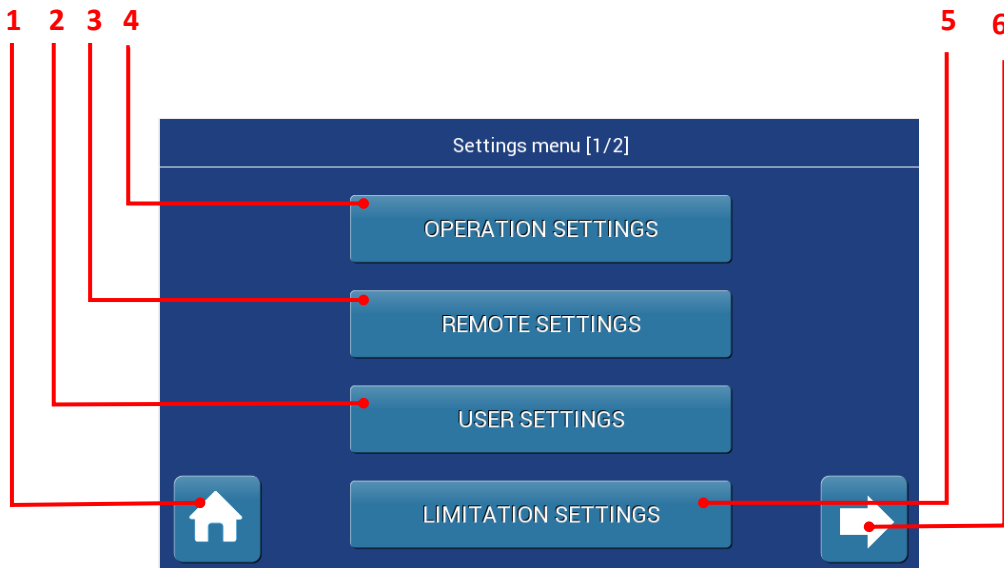 1 2 3 4 5 6
Settings menu [1/2]
OPERATION SETTINGS
REMOTE SETTINGS
USER SETTINGS
LIMITATION SETTINGS